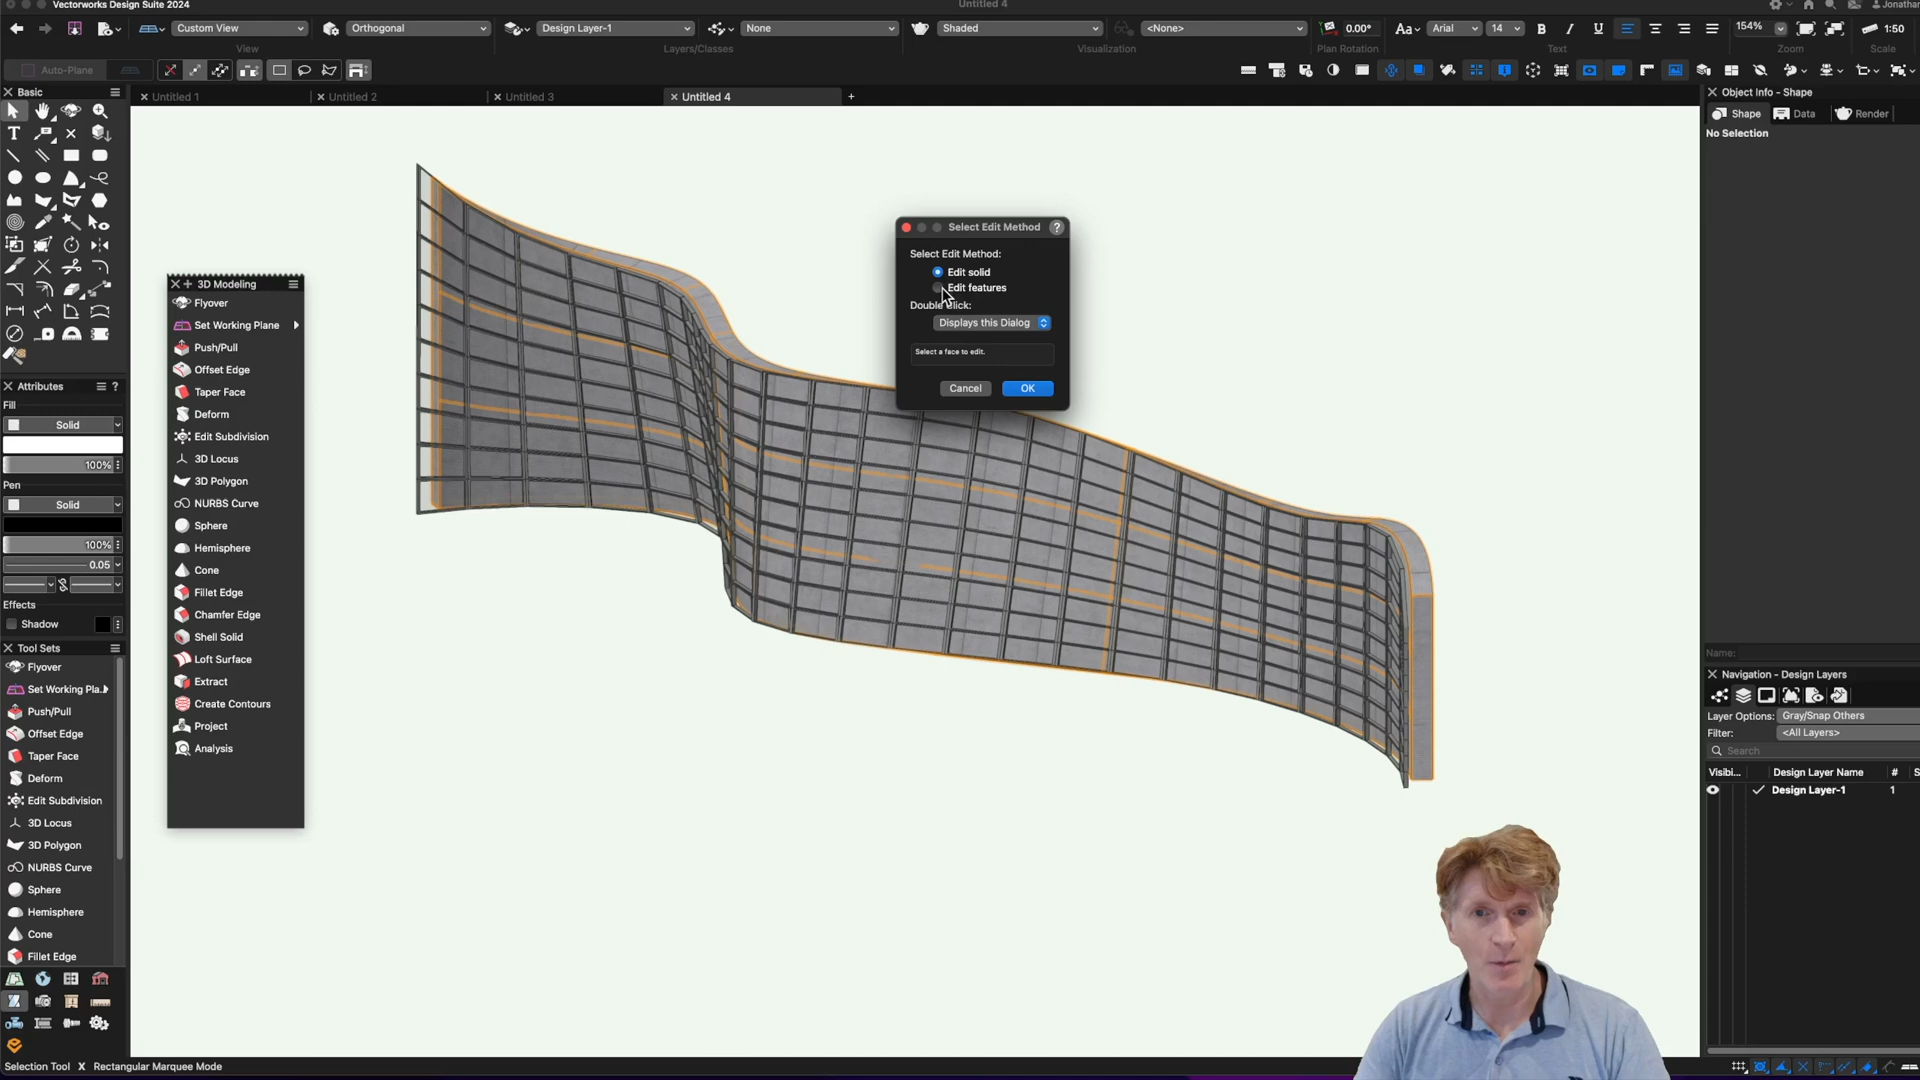 Vectorworks Design Suite 2024
Untitled 4
Jonathan
Custom View
Orthogonal
Design Layer-1
None
Shaded
<None>
0.00°
Aa
Arial
14
B
I
U
154%
1:50
View
Layers/Classes
Visualization
Plan Rotation
Text
Zoom
Scale
Auto-Plane
Untitled 1
Untitled 2
Untitled 3
Untitled 4
Basic
Attributes
Fill
Solid
100%
Pen
Solid
100%
0.05
Effects
Shadow
Tool Sets
Flyover
Set Working Pla..
Push/Pull
Offset Edge
Taper Face
Deform
Edit Subdivision
3D Locus
3D Polygon
NURBS Curve
Sphere
Hemisphere
Cone
Fillet Edge
3D Modeling
Flyover
Set Working Plane
Push/Pull
Offset Edge
Taper Face
Deform
Edit Subdivision
3D Locus
3D Polygon
NURBS Curve
Sphere
Hemisphere
Cone
Fillet Edge
Chamfer Edge
Shell Solid
Loft Surface
Extract
Create Contours
Project
Analysis
Select Edit Method
?
Select Edit Method:
Edit solid
Edit features
Double Click:
Displays this Dialog
Select a face to edit.
Cancel
OK
Object Info - Shape
Shape
Data
Render
No Selection
Name:
Navigation - Design Layers
Layer Options:
Gray/Snap Others
Filter:
<All Layers>
Search
Visibi...
Design Layer Name
#
S
Design Layer-1
1
Selection Tool
X
Rectangular Marquee Mode